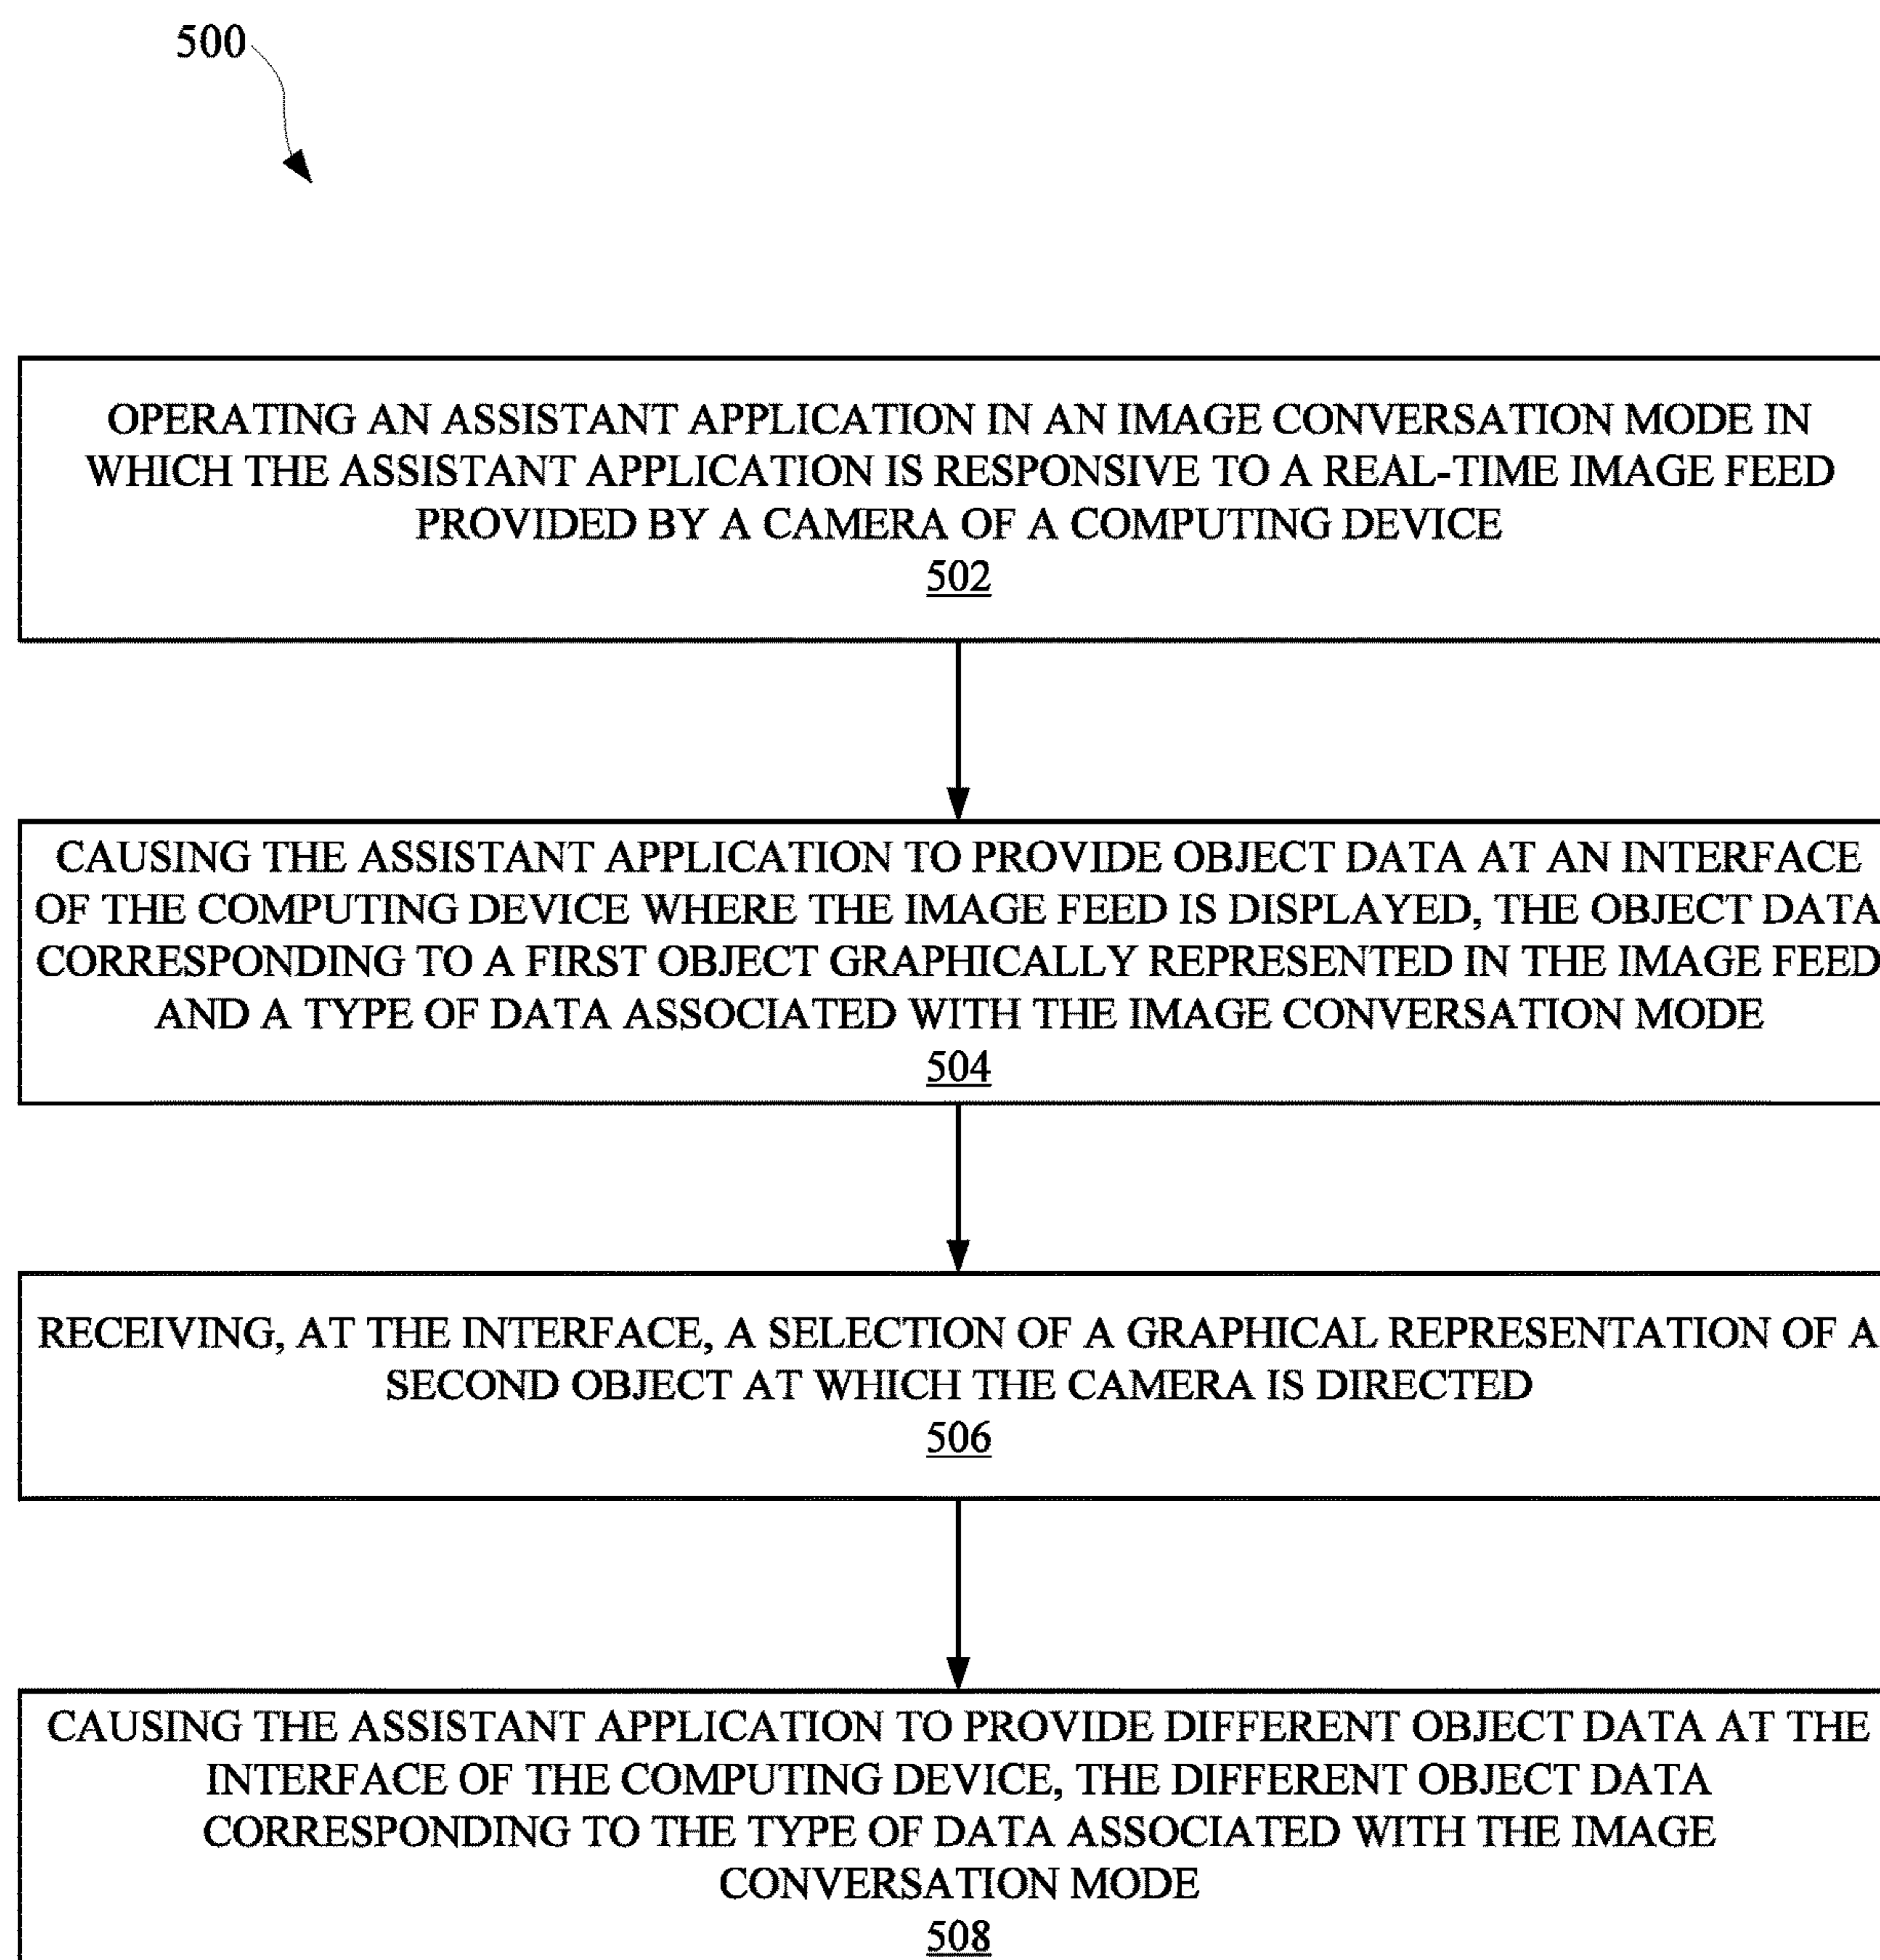 500
OPERATING AN ASSISTANT APPLICATION IN AN IMAGE CONVERSATION MODE IN
WHICH THE ASSISTANT APPLICATION IS RESPONSIVE TO A REAL-TIME IMAGE FEED
PROVIDED BY A CAMERA OF A COMPUTING DEVICE
502
CAUSING THE ASSISTANT APPLICATION TO PROVIDE OBJECT DATA AT AN INTERFACE
OF THE COMPUTING DEVICE WHERE THE IMAGE FEED IS DISPLAYED, THE OBJECT DATA
CORRESPONDING TO A FIRST OBJECT GRAPHICALLY REPRESENTED IN THE IMAGE FEED
AND A TYPE OF DATA ASSOCIATED WITH THE IMAGE CONVERSATION MODE
504
RECEIVING, AT THE INTERFACE, A SELECTION OF A GRAPHICAL REPRESENTATION OF A
SECOND OBJECT AT WHICH THE CAMERA IS DIRECTED
506
CAUSING THE ASSISTANT APPLICATION TO PROVIDE DIFFERENT OBJECT DATA AT THE
INTERFACE OF THE COMPUTING DEVICE, THE DIFFERENT OBJECT DATA
CORRESPONDING TO THE TYPE OF DATA ASSOCIATED WITH THE IMAGE
CONVERSATION MODE
508